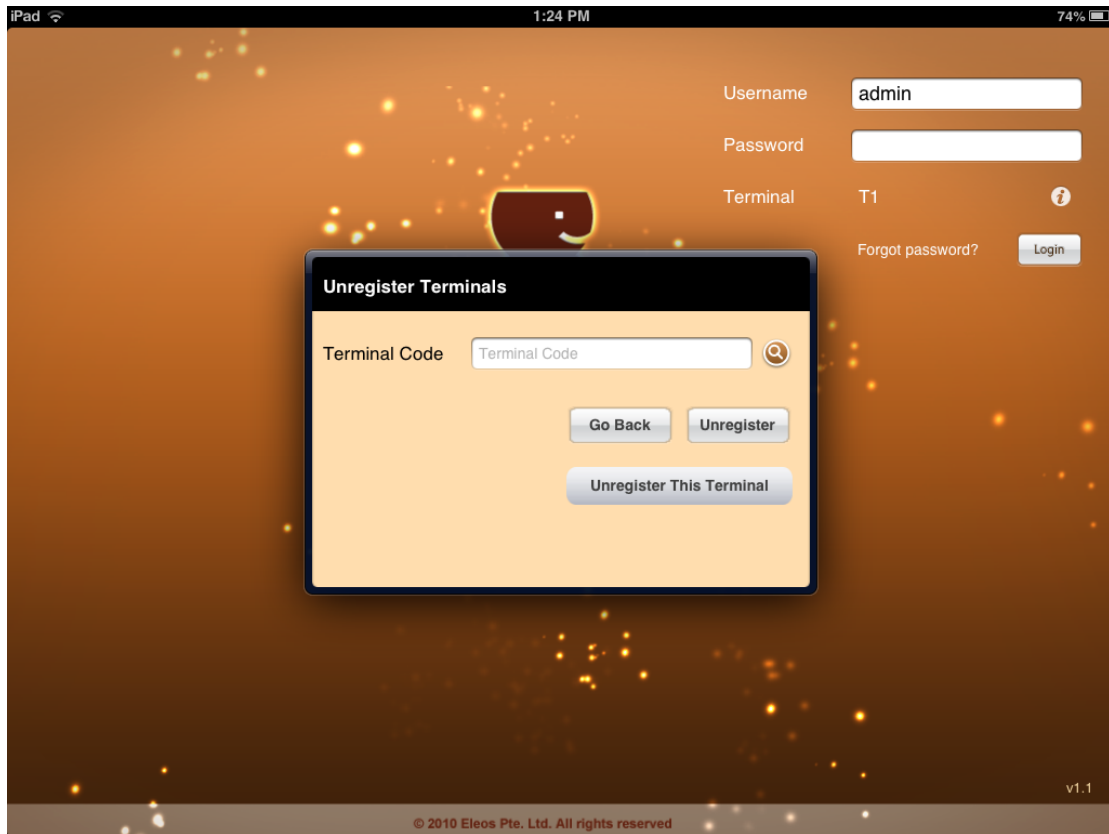 iPad 1:24 PM 74%
Username admin
Password
Terminal T1
Forgot password? Login
Unregister Terminals
Terminal Code Terminal Code
Go Back Unregister
Unregister This Terminal
v1.1
© 2010 Eleos Pte. Ltd. All rights reserved